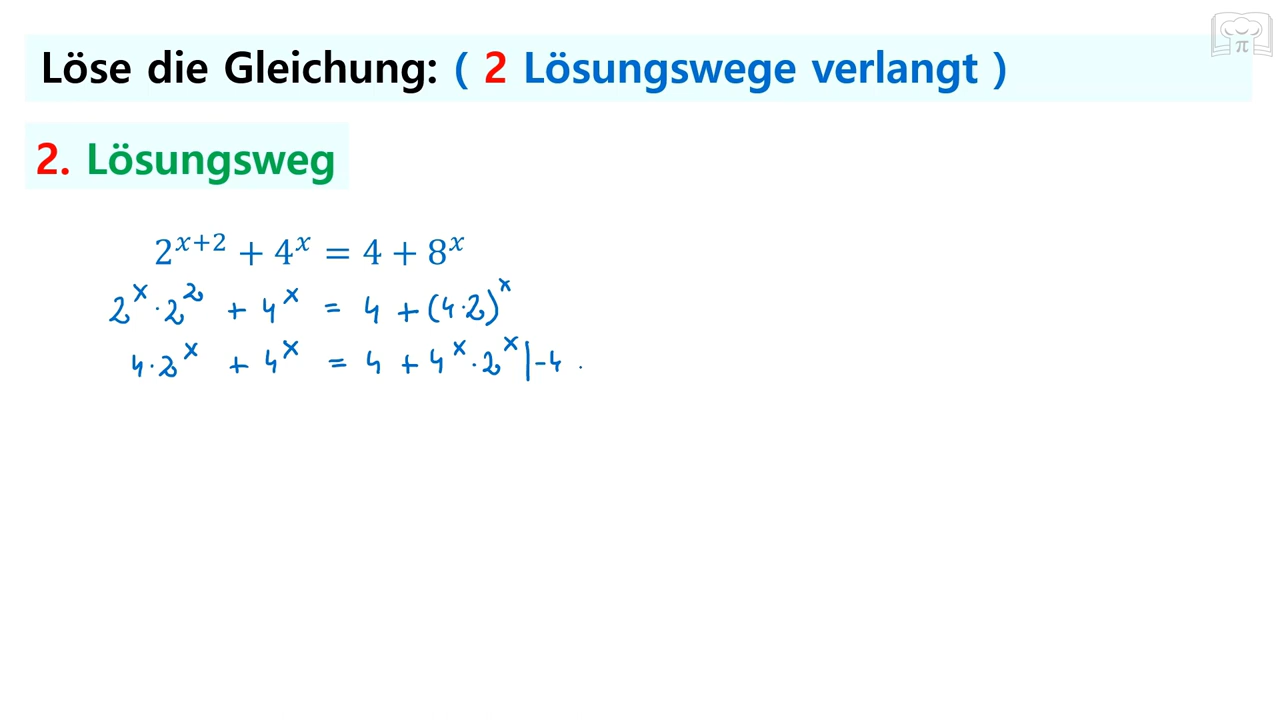 Löse die Gleichung: ( 2 Lösungswege verlangt )
2. Lösungsweg
2^{x+2} + 4^x = 4 + 8^x
2^x · 2^2 + 4^x = 4 + (4·2)^x
4·2^x + 4^x = 4 + 4^x · 2^x | -4
π